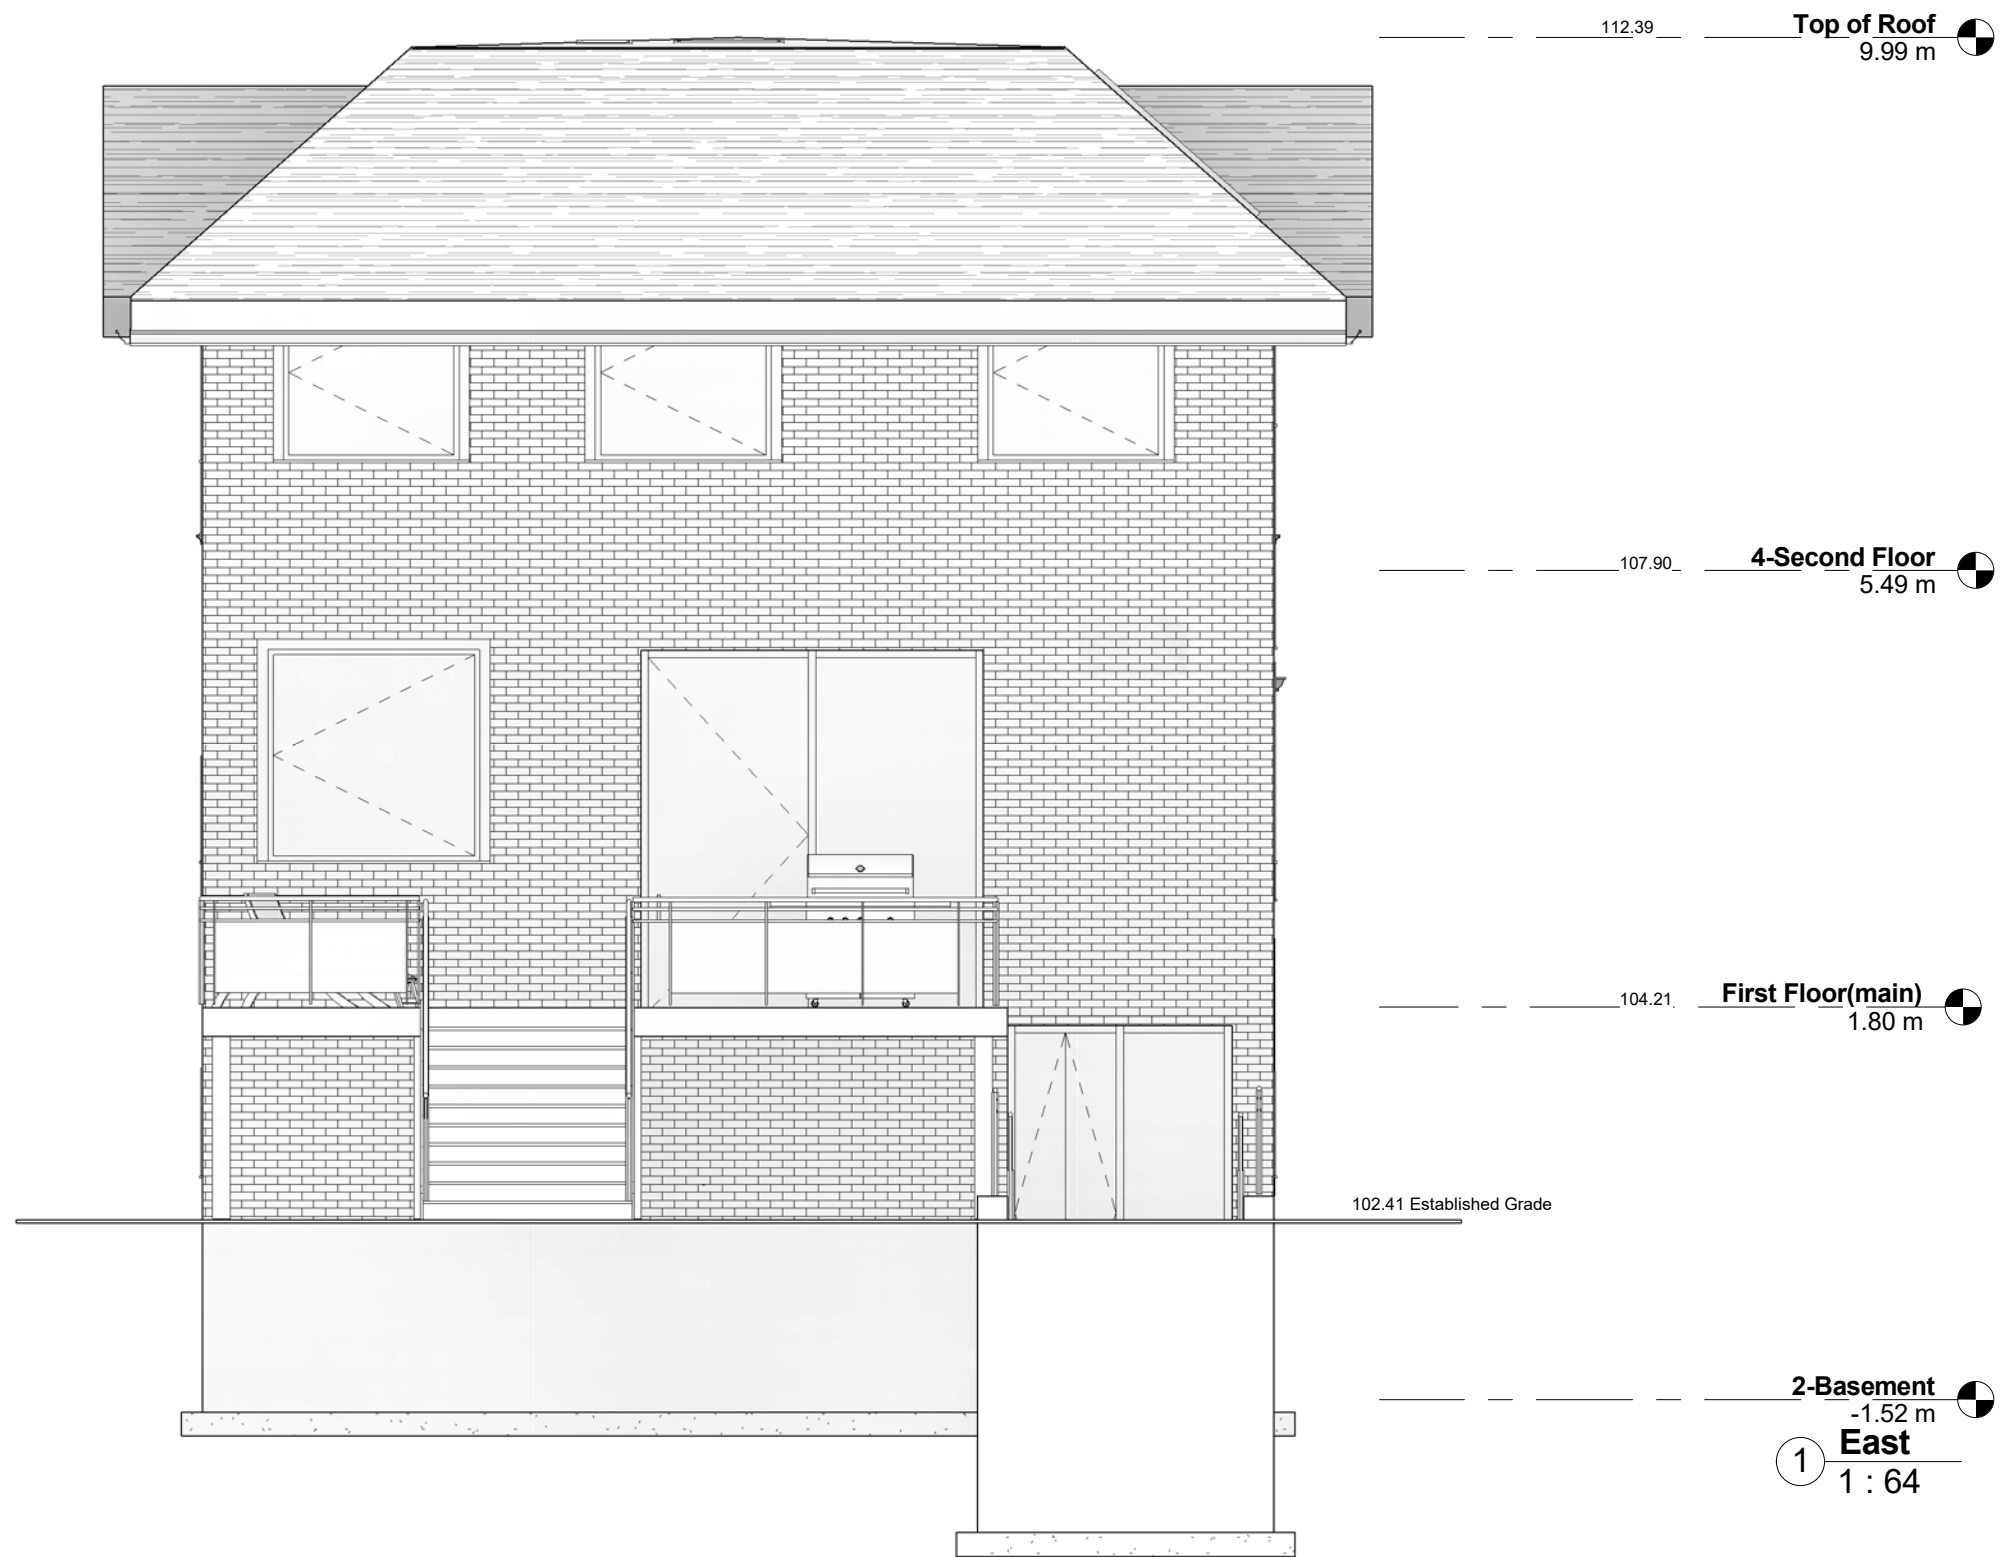 112.39
Top of Roof
9.99 m
107.90
4-Second Floor
5.49 m
104.21
First Floor(main)
1.80 m
102.41 Established Grade
2-Basement
-1.52 m
1
East
1 : 64